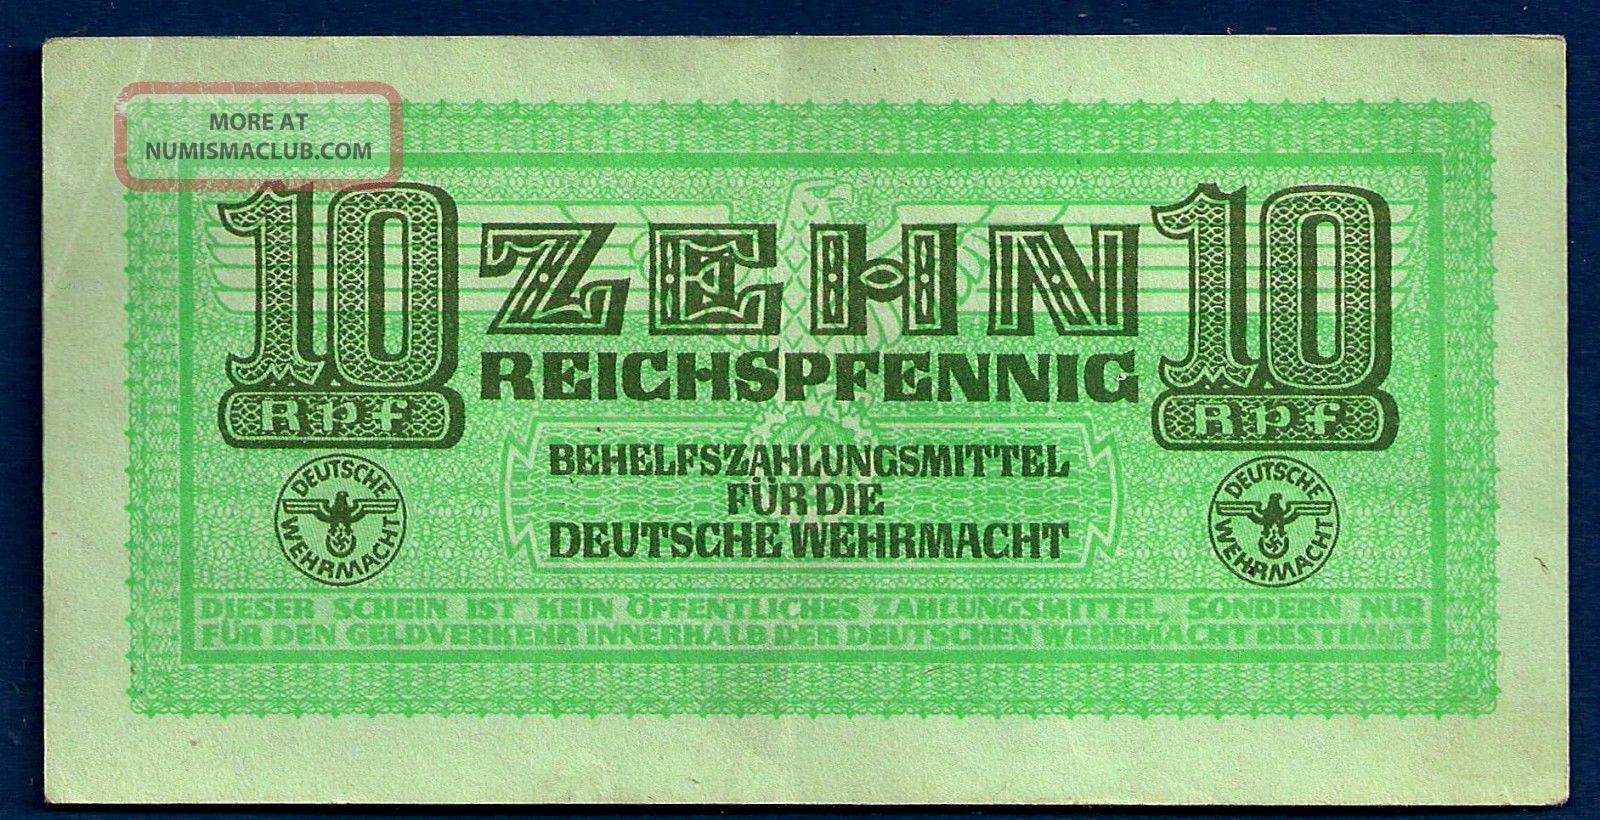 MORE AT
NUMISMACLUB.COM
10 ZEHN 10
REICHSPFENNIG
Rpf Rpf
BEHELFSZAHLUNGSMITTEL
FÜR DIE
DEUTSCHE WEHRMACHT
DEUTSCHE WEHRMACHT
DEUTSCHE WEHRMACHT
DIESER SCHEIN IST KEIN ÖFFENTLICHES ZAHLUNGSMITTEL, SONDERN NUR
FÜR DEN GELDVERKEHR INNERHALB DER DEUTSCHEN WEHRMACHT BESTIMMT